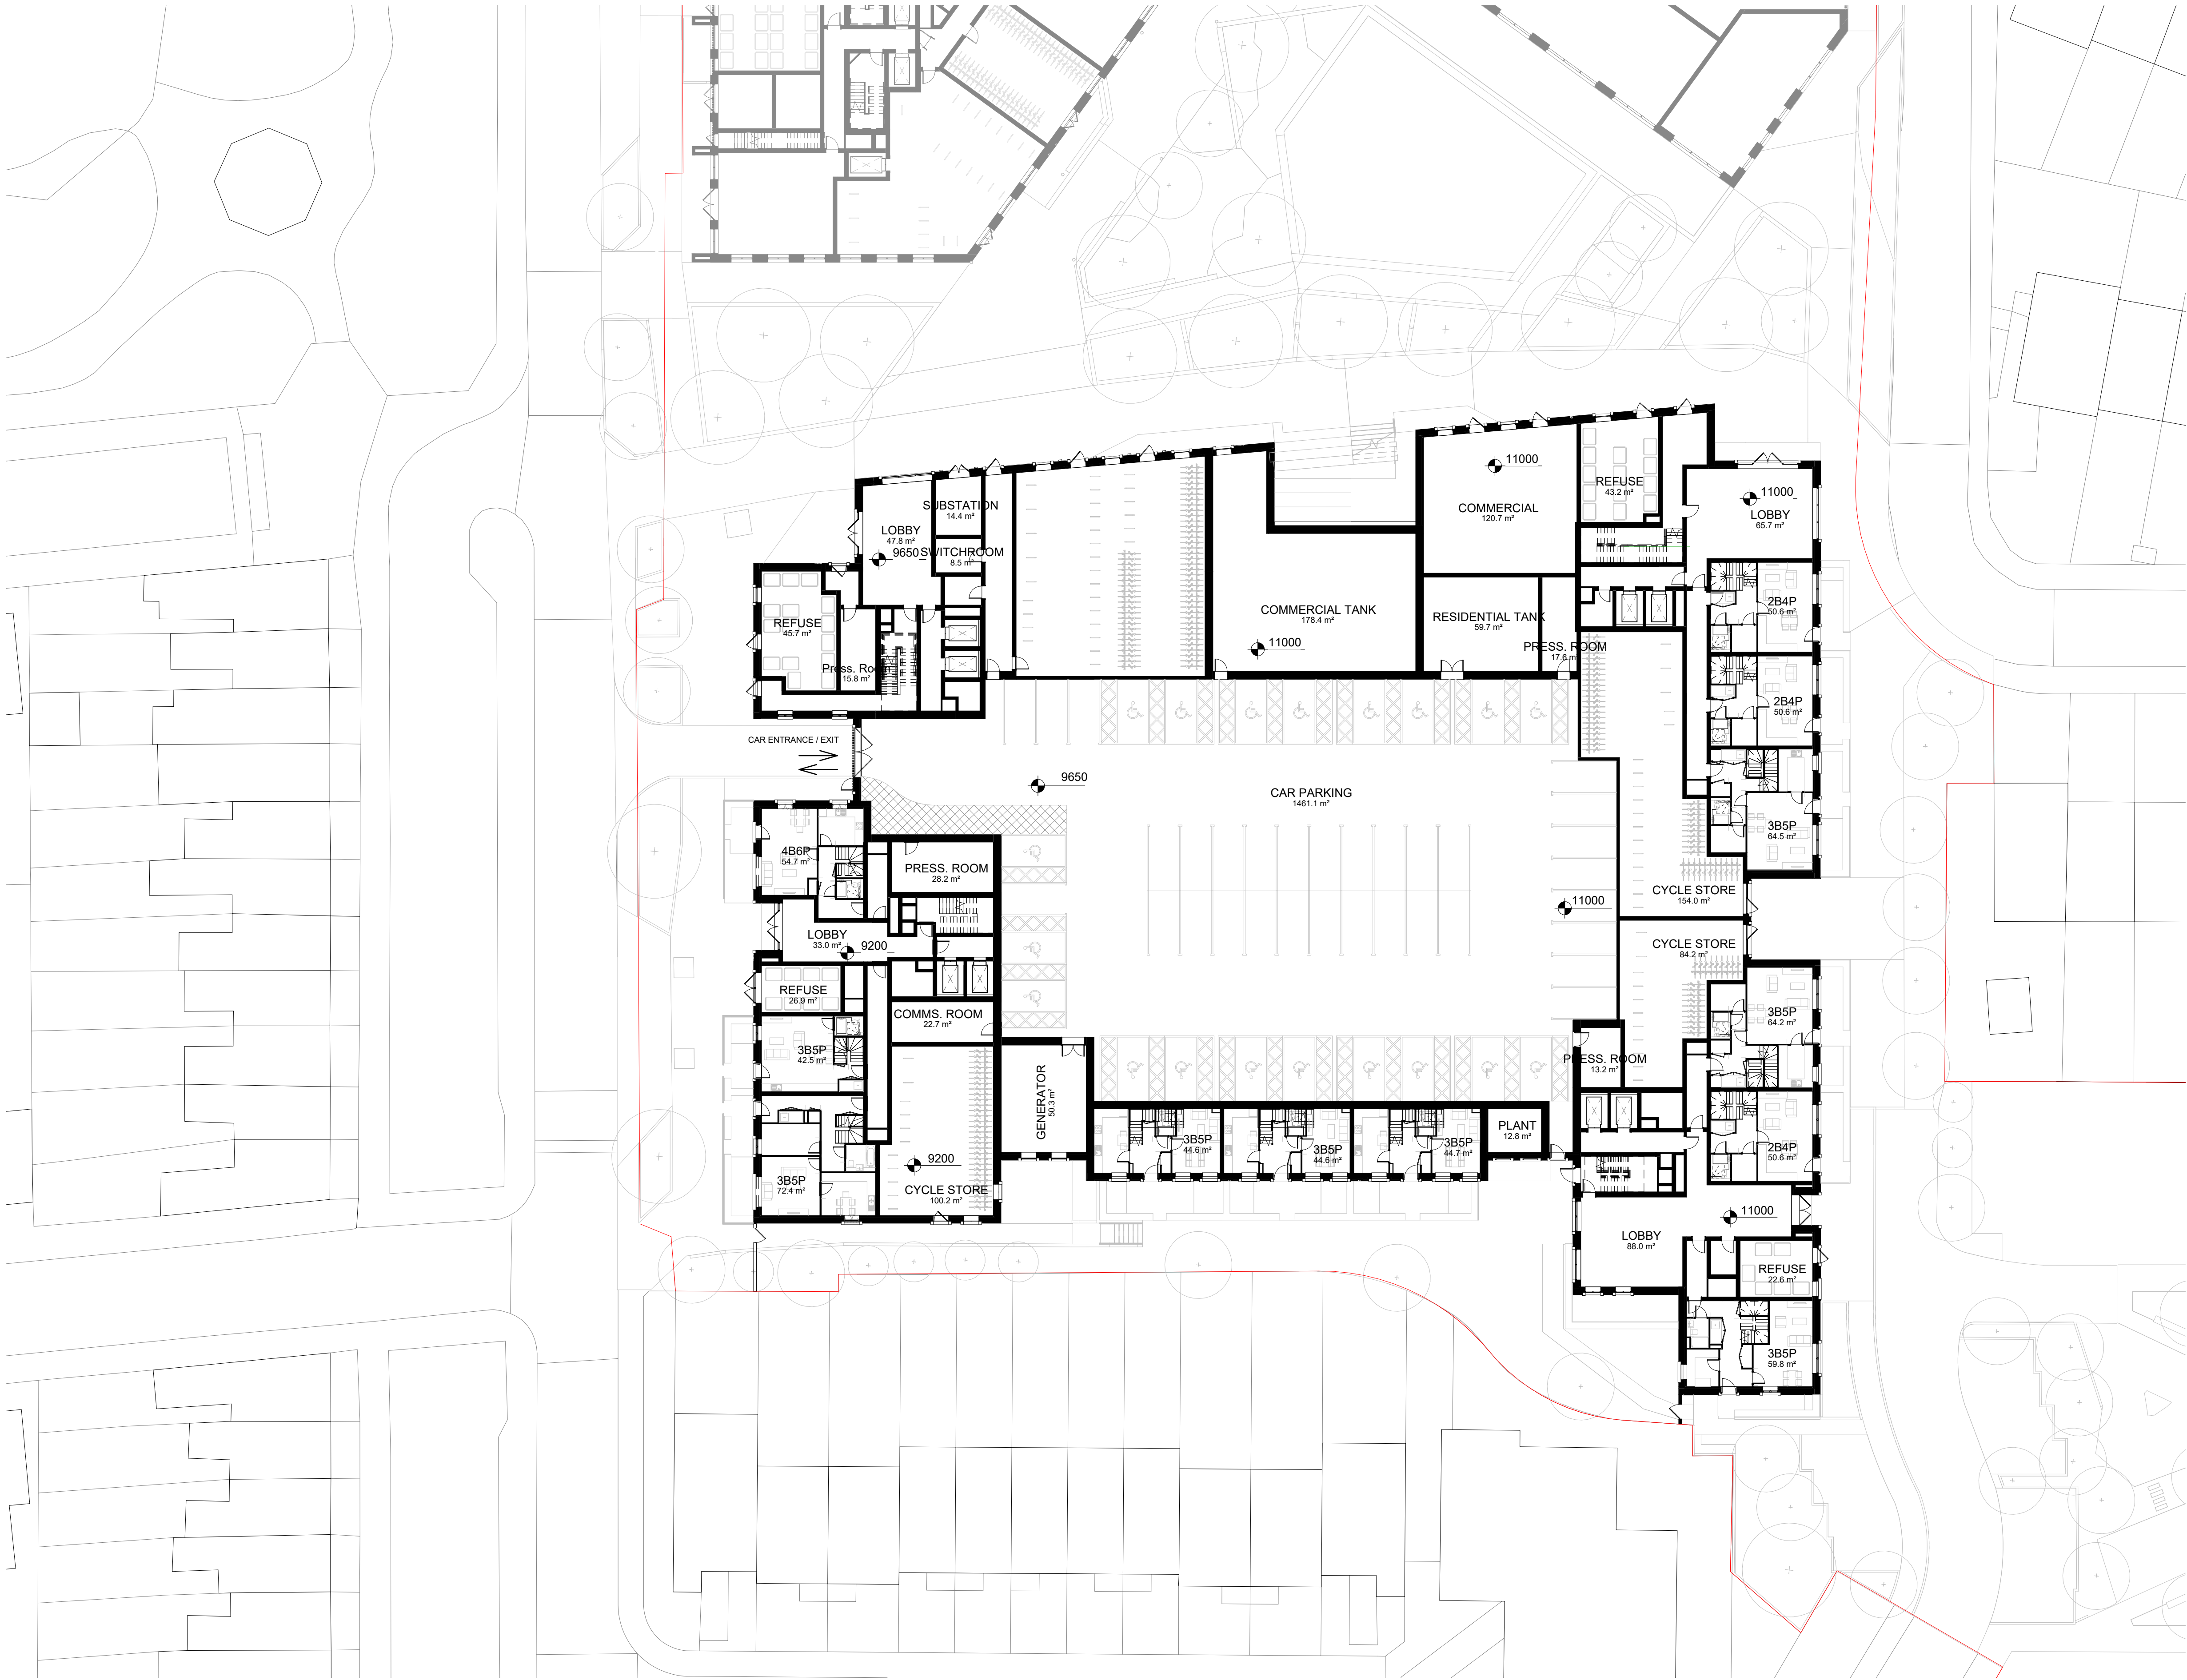 11000
COMMERCIAL
120.7 m²
REFUSE
43.2 m²
11000
LOBBY
65.7 m²
SUBSTATION
14.4 m²
LOBBY
47.8 m²
9650
SWITCHROOM
8.5 m²
REFUSE
45.7 m²
Press. Room
15.8 m²
COMMERCIAL TANK
178.4 m²
11000
RESIDENTIAL TANK
59.7 m²
PRESS. ROOM
17.6 m²
2B4P
50.6 m²
2B4P
50.6 m²
CAR ENTRANCE / EXIT
9650
CAR PARKING
1461.1 m²
3B5P
64.5 m²
4B6P
54.7 m²
PRESS. ROOM
28.2 m²
CYCLE STORE
154.0 m²
11000
LOBBY
33.0 m²
9200
CYCLE STORE
84.2 m²
REFUSE
26.9 m²
COMMS. ROOM
22.7 m²
3B5P
64.2 m²
3B5P
42.5 m²
PRESS. ROOM
13.2 m²
GENERATOR
50.3 m²
3B5P
44.6 m²
3B5P
44.6 m²
3B5P
44.7 m²
PLANT
12.8 m²
2B4P
50.6 m²
9200
3B5P
72.4 m²
CYCLE STORE
100.2 m²
11000
LOBBY
88.0 m²
REFUSE
22.6 m²
3B5P
59.8 m²